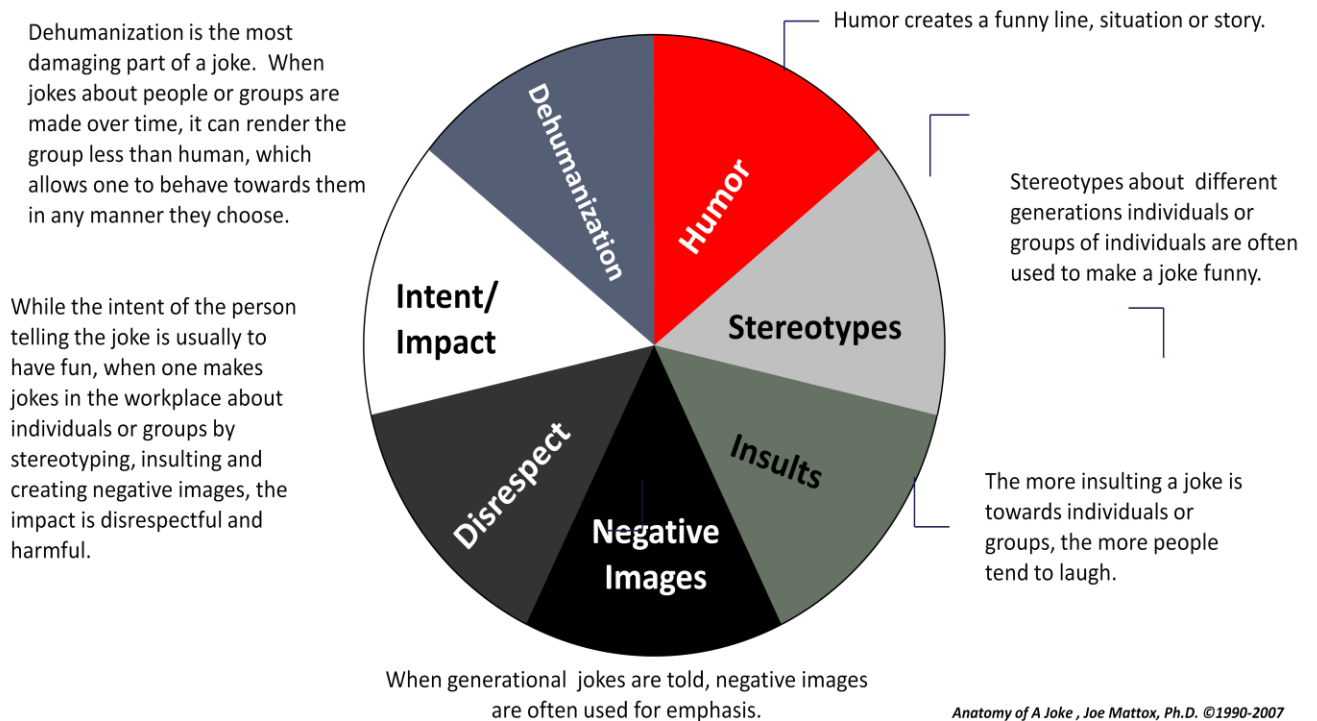 Humor creates a funny line, situation or story.
Dehumanization is the most
damaging part of a joke.  When
jokes about people or groups are
made over time, it can render the
group less than human, which
allows one to behave towards them
in any manner they choose.
Dehumanization
Humor
Stereotypes about  different
generations individuals or
groups of individuals are often
used to make a joke funny.
Intent/
Impact
Stereotypes
While the intent of the person
telling the joke is usually to
have fun, when one makes
jokes in the workplace about
individuals or groups by
stereotyping, insulting and
creating negative images, the
impact is disrespectful and
harmful.
Disrespect
Insults
Negative
Images
The more insulting a joke is
towards individuals or
groups, the more people
tend to laugh.
When generational  jokes are told, negative images
are often used for emphasis.
Anatomy of A Joke , Joe Mattox, Ph.D. ©1990-2007